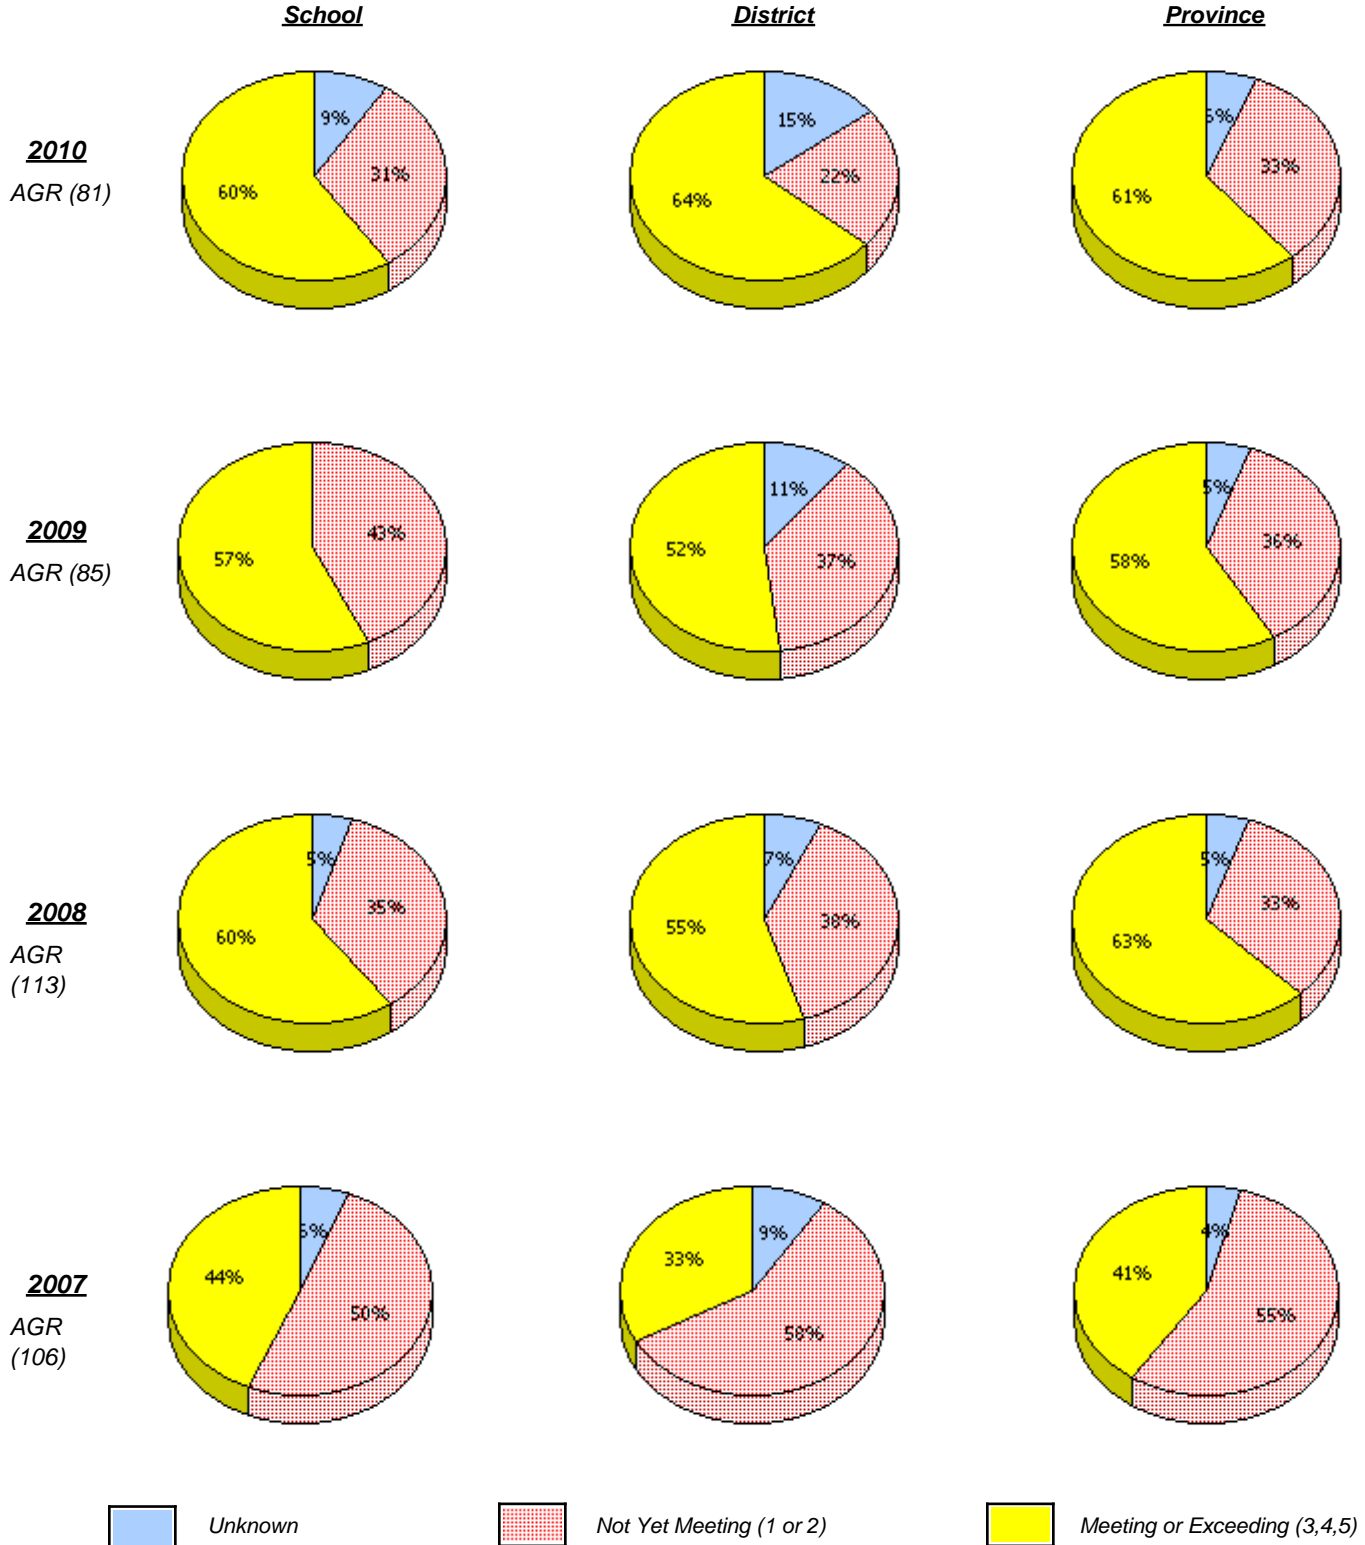 School District Province
2010
AGR (81)
9% 31% 60%
15% 22% 64%
6% 33% 61%
2009
AGR (85)
43% 57%
11% 37% 52%
5% 36% 58%
2008
AGR
(113)
5% 35% 60%
7% 38% 55%
5% 33% 63%
2007
AGR
(106)
6% 50% 44%
9% 58% 33%
4% 55% 41%
Unknown Not Yet Meeting (1 or 2) Meeting or Exceeding (3,4,5)